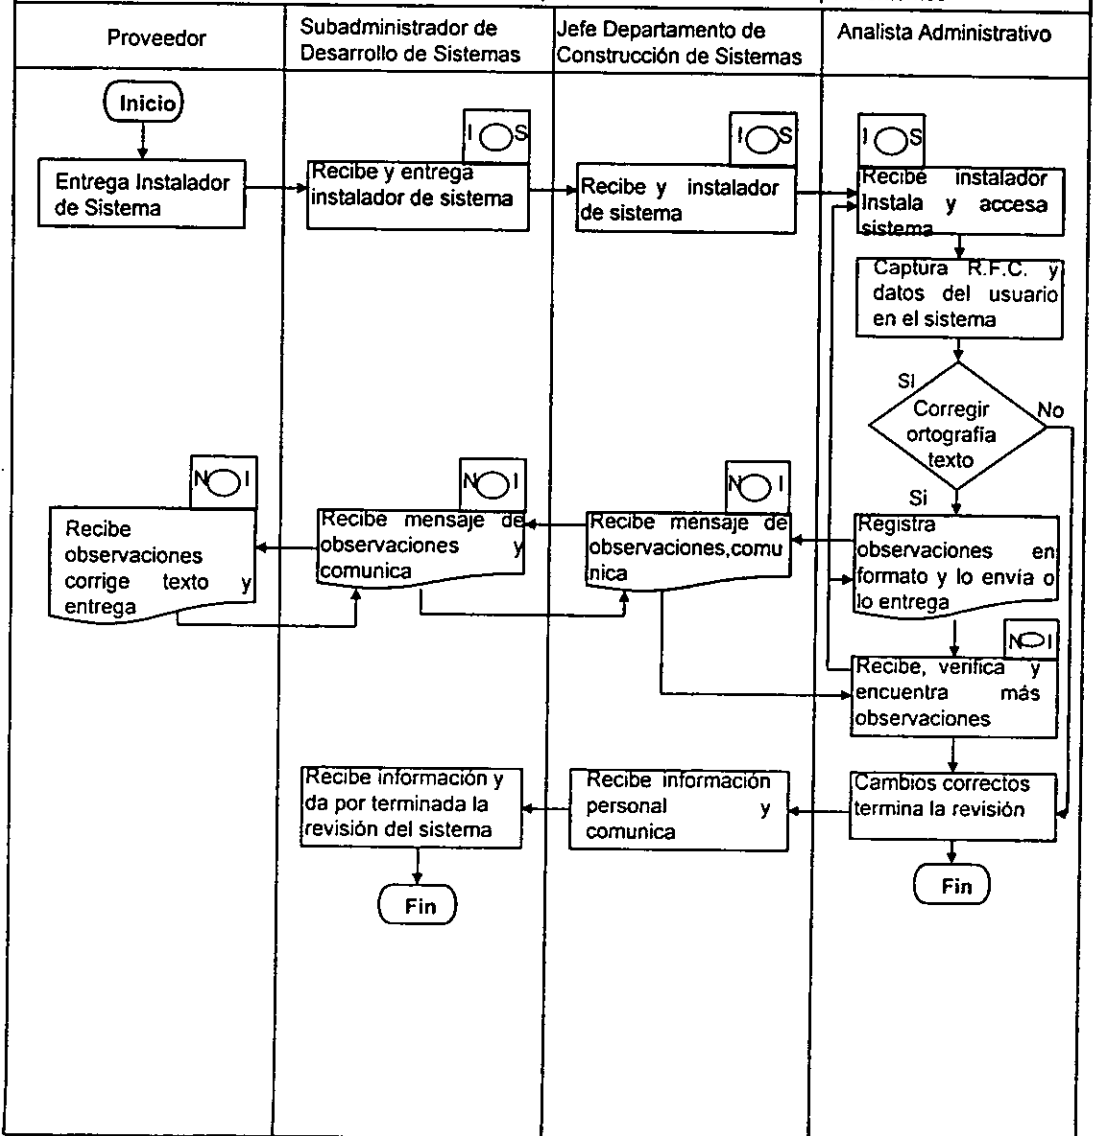 Proveedor
Subadministrador de
Desarrollo de Sistemas
Jefe Departamento de
Construcción de Sistemas
Analista Administrativo
Inicio
I S
I S
I S
Entrega Instalador
de Sistema
Recibe y entrega
instalador de sistema
Recibe y instalador
de sistema
Recibe instalador
Instala y accesa
sistema
Captura R.F.C. y
datos del usuario
en el sistema
SI
Corregir
ortografía
texto
No
Si
N I
N I
N I
Recibe
observaciones
corrige texto y
entrega
Recibe mensaje de
observaciones y
comunica
Recibe mensaje de
observaciones,comu
nica
Registra
observaciones en
formato y lo envía o
lo entrega
N I
Recibe, verifica y
encuentra más
observaciones
Recibe información y
da por terminada la
revisión del sistema
Recibe información
personal y
comunica
Cambios correctos
termina la revisión
Fin
Fin